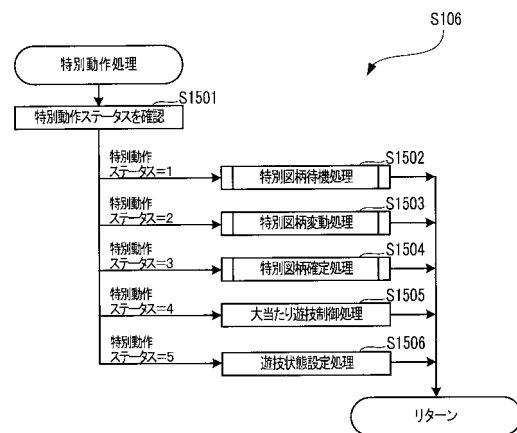 S106
特別動作処理
S1501
特別動作ステータスを確認
特別動作
ステータス=1
S1502
特別図柄待機処理
特別動作
ステータス=2
S1503
特別図柄変動処理
特別動作
ステータス=3
S1504
特別図柄確定処理
特別動作
ステータス=4
S1505
大当たり遊技制御処理
特別動作
ステータス=5
S1506
遊技状態設定処理
リターン